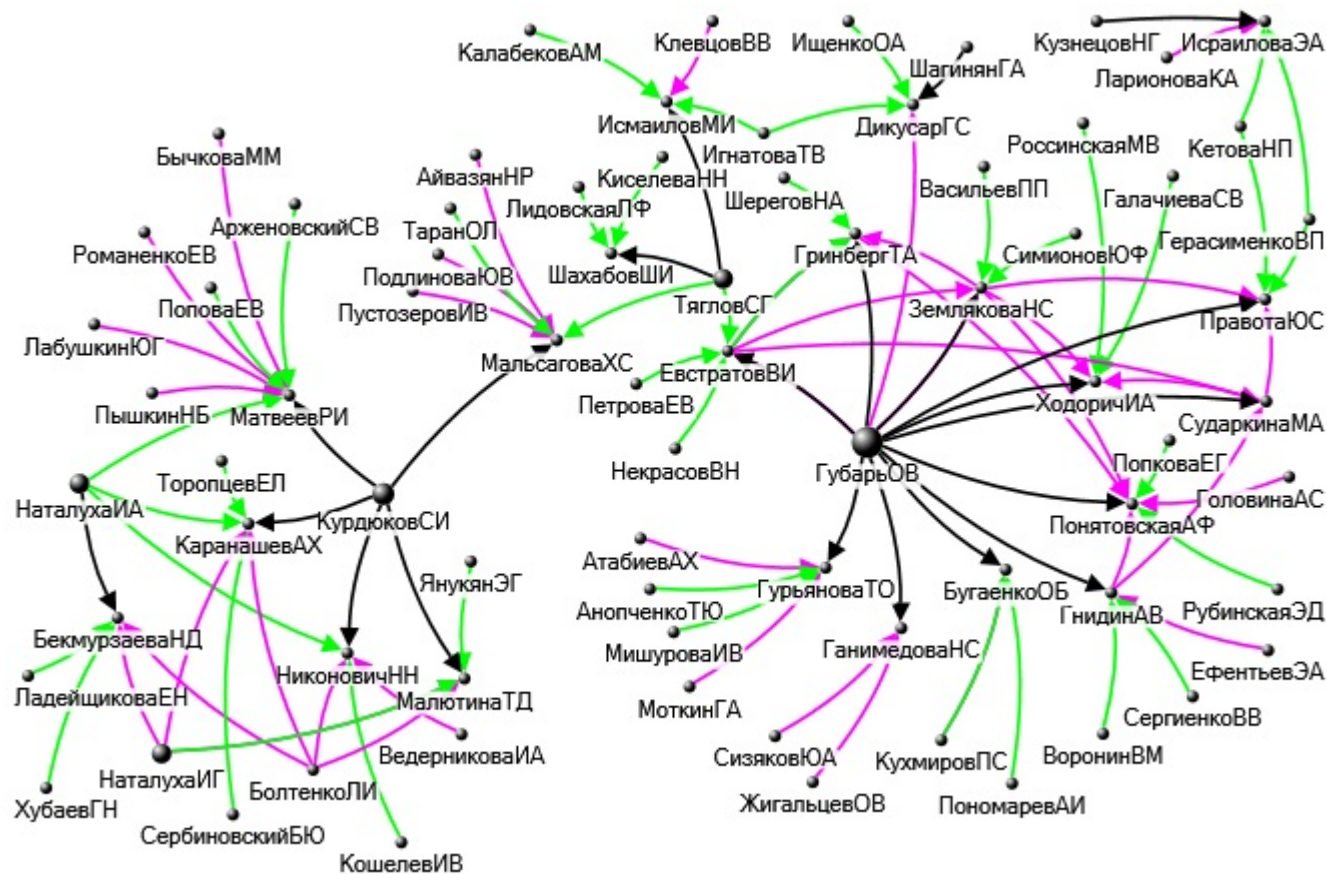 КлевцовВВ
ИщенкоОА
КузнецовНГ
ИсраиловаЭА
КалабековАМ
ШагинянГА
ЛарионоваКА
ИсмаиловМИ
ДикусарГС
ИгнатоваТВ
РоссинскаяМВ
КетоваНП
БычковаММ
АйвазянНР
КиселеваНН
ВасильевПП
ЛидовскаяЛФ
ШереговНА
ГалачиеваСВ
АрженовскийСВ
ТаранОЛ
ГерасименкоВП
РоманенкоЕВ
ШахабовШИ
ГринбергТА
СимионовЮФ
ПодлиноваЮВ
ПоповаЕВ
ТягловСГ
ЗемляковаНС
ПустозеровИВ
ПравотаЮС
ЛабушкинЮГ
МальсаговаХС
ЕвстратовВИ
ПетроваЕВ
ХодоричИА
ПышкинНБ
МатвеевРИ
СударкинаМА
НекрасовВН
ГубарьОВ
ПопковаЕГ
ТоропцевЕЛ
ГоловинаАС
НаталухаИА
КурдюковСИ
ПонятовскаяАФ
КаранашевАХ
АтабиевАХ
ЯнукянЭГ
ГурьяноваТО
БугаенкоОБ
РубинскаяЭД
АнопченкоТЮ
ГнидинАВ
БекмурзаеваНД
МишуроваИВ
ГанимедоваНС
НиконовичНН
ЕфентьевЭА
ЛадейщиковаЕН
МалютинаТД
МоткинГА
СергиенкоВВ
ВедерниковаИА
СизяковЮА
КухмировПС
ВоронинВМ
НаталухаИГ
БолтенкоЛИ
ХубаевГН
ЖигальцевОВ
ПономаревАИ
СербиновскийБЮ
КошелевИВ